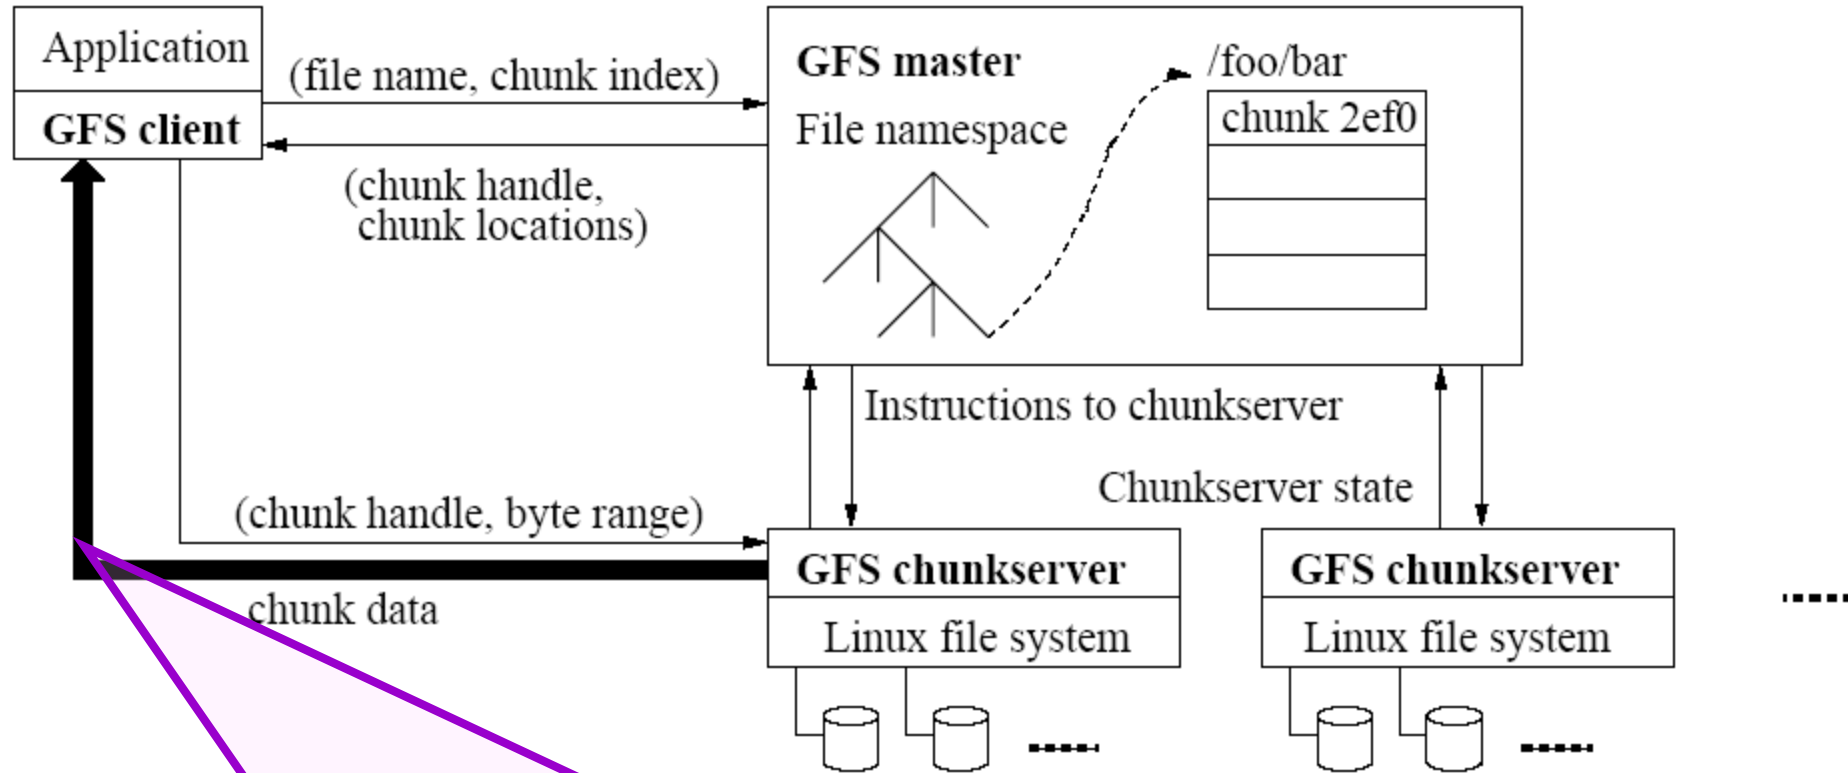 Application
GFS client
(file name, chunk index)
(chunk handle,
chunk locations)
GFS master
File namespace
/foo/bar
chunk 2ef0
Instructions to chunkserver
Chunkserver state
(chunk handle, byte range)
chunk data
GFS chunkserver
Linux file system
GFS chunkserver
Linux file system